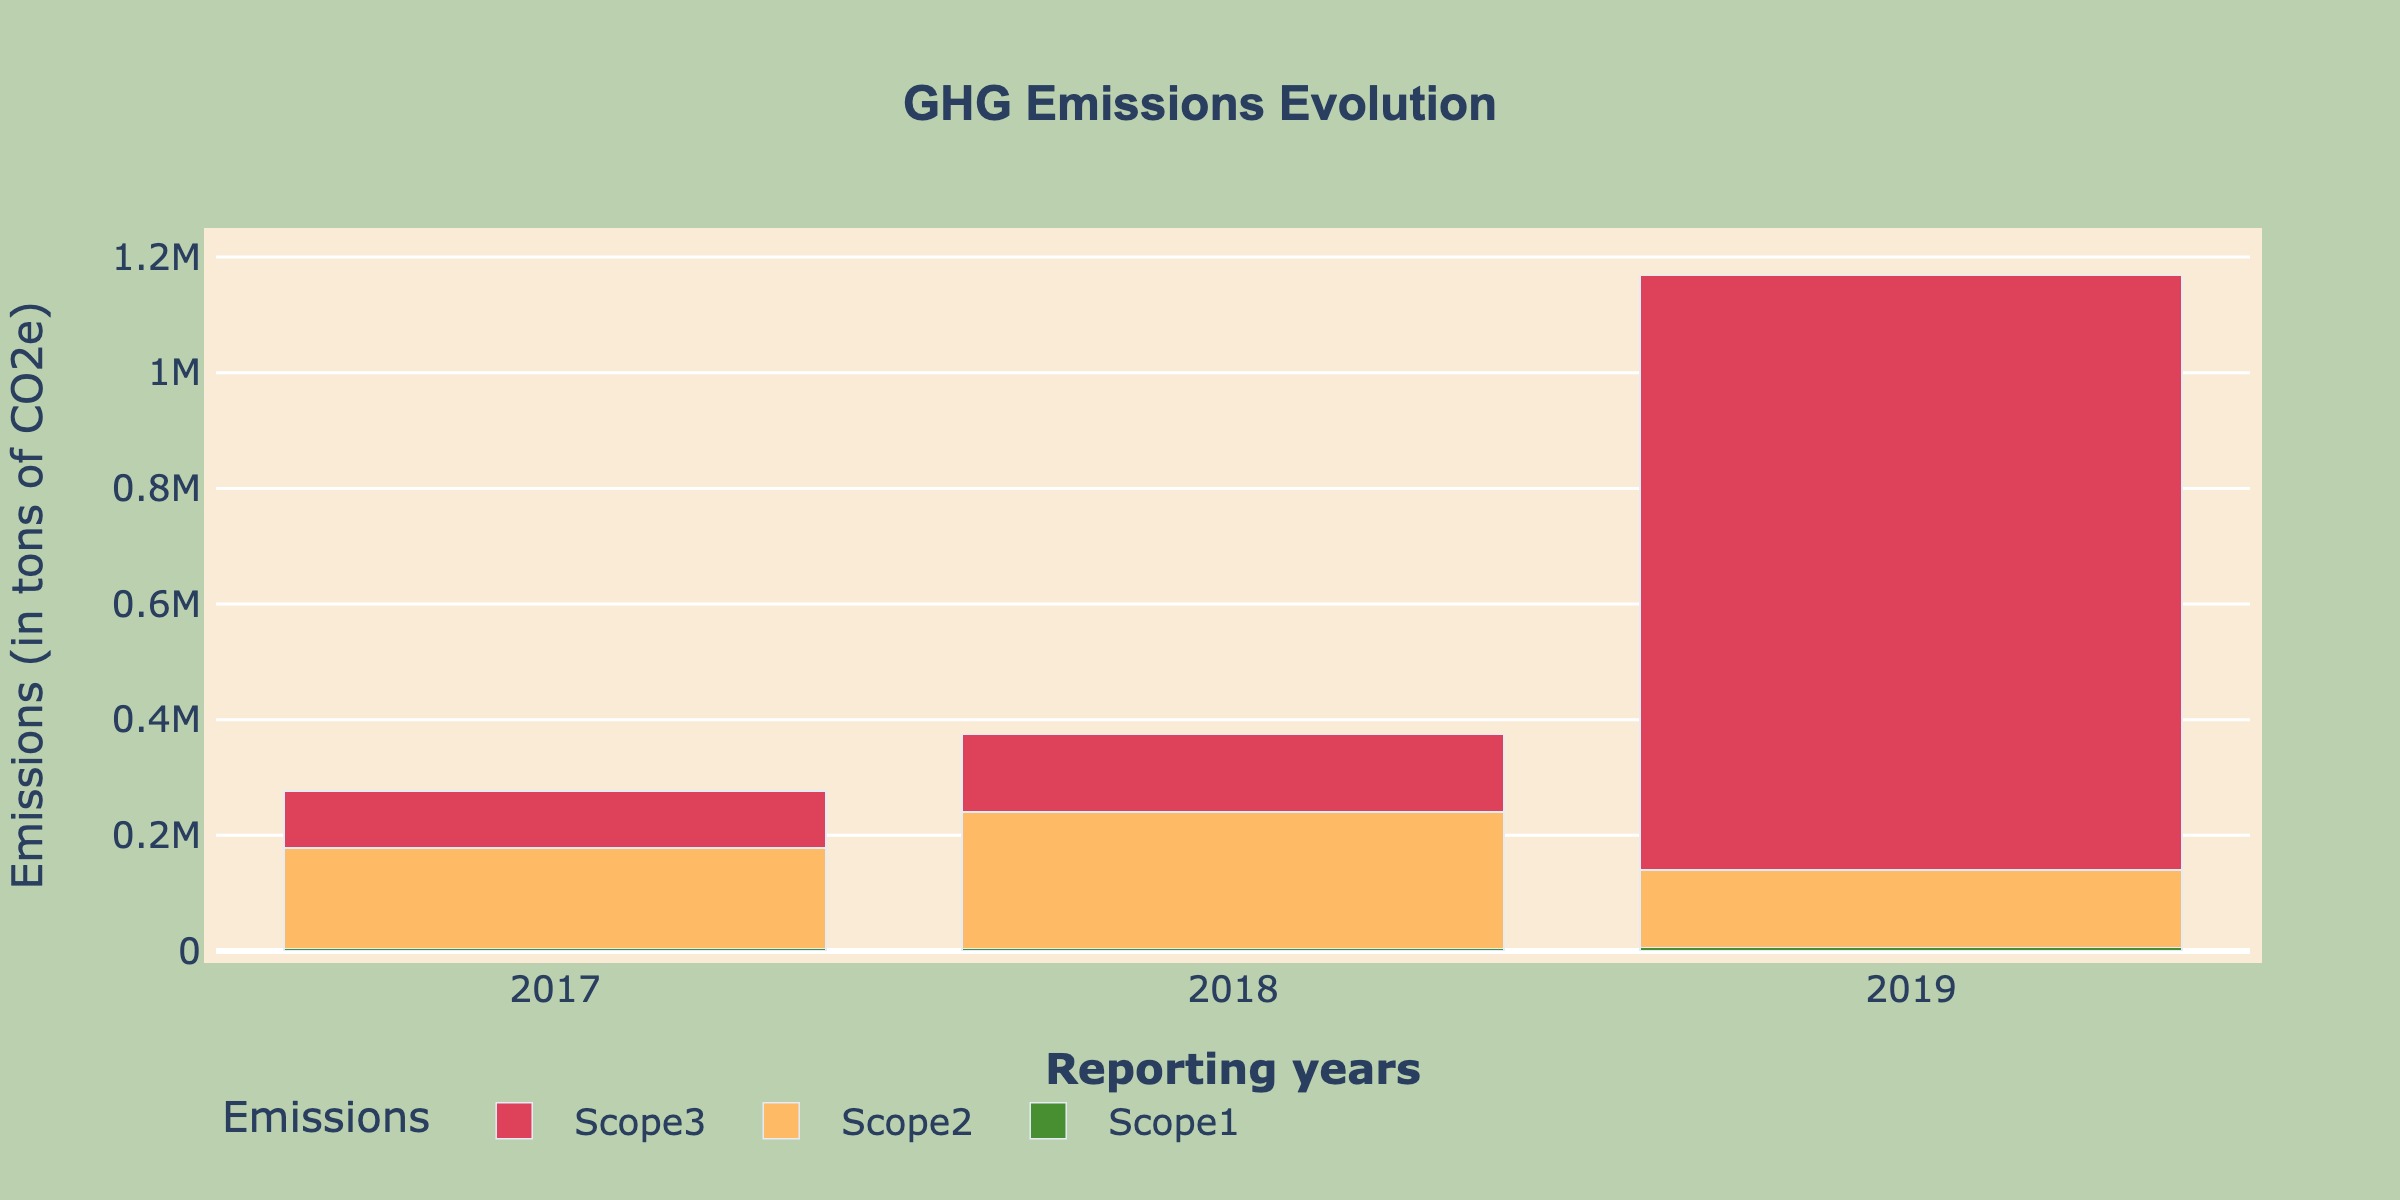 GHG Emissions Evolution
Emissions (in tons of CO2e)
1.2M
1M
0.8M
0.6M
0.4M
0.2M
0
2017 2018 2019
Reporting years
Emissions Scope3 Scope2 Scope1